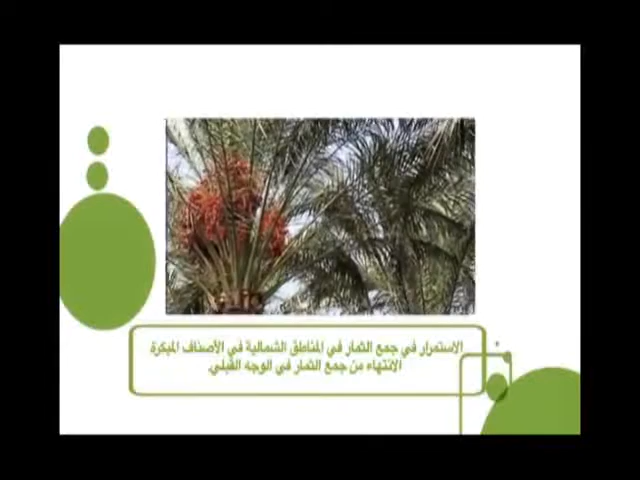 الاستمرار في جمع الثمار في المناطق الشمالية في الأصناف المبكرة
الانتهاء من جمع الثمار في الوجه القبلي.